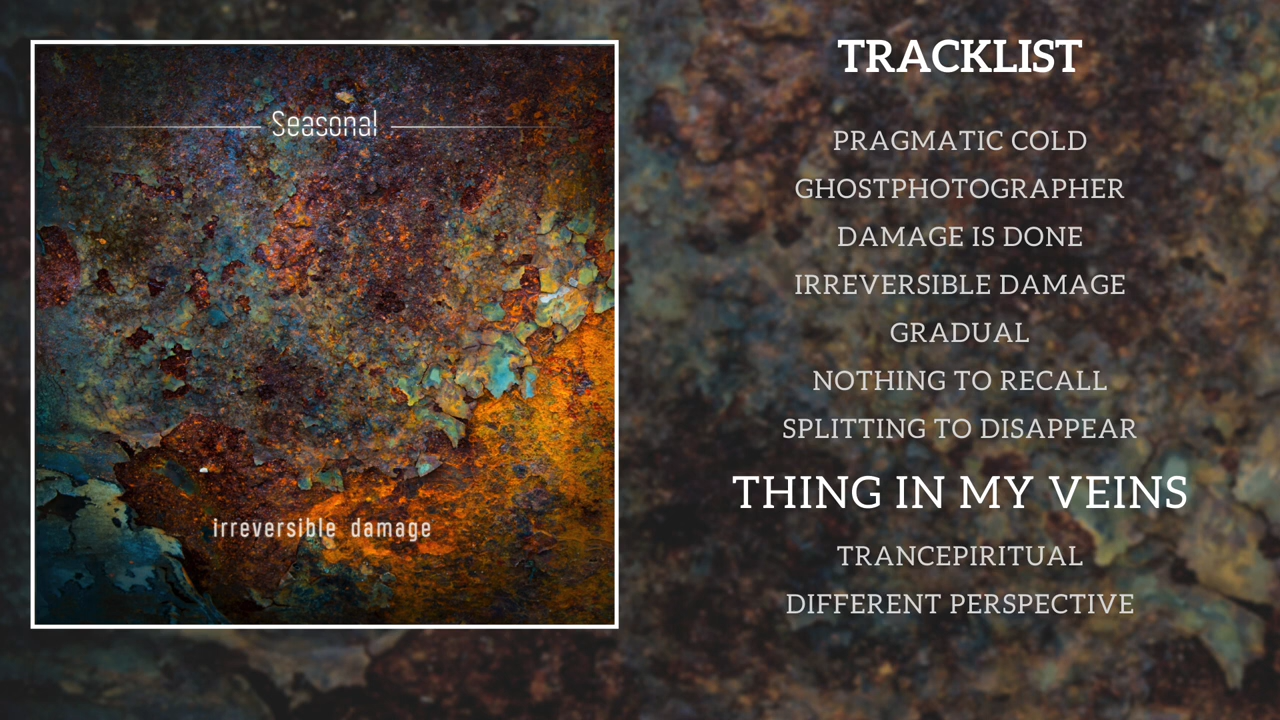 Seasonal
irreversible damage
TRACKLIST
PRAGMATIC COLD
GHOSTPHOTOGRAPHER
DAMAGE IS DONE
IRREVERSIBLE DAMAGE
GRADUAL
NOTHING TO RECALL
SPLITTING TO DISAPPEAR
THING IN MY VEINS
TRANCEPIRITUAL
DIFFERENT PERSPECTIVE